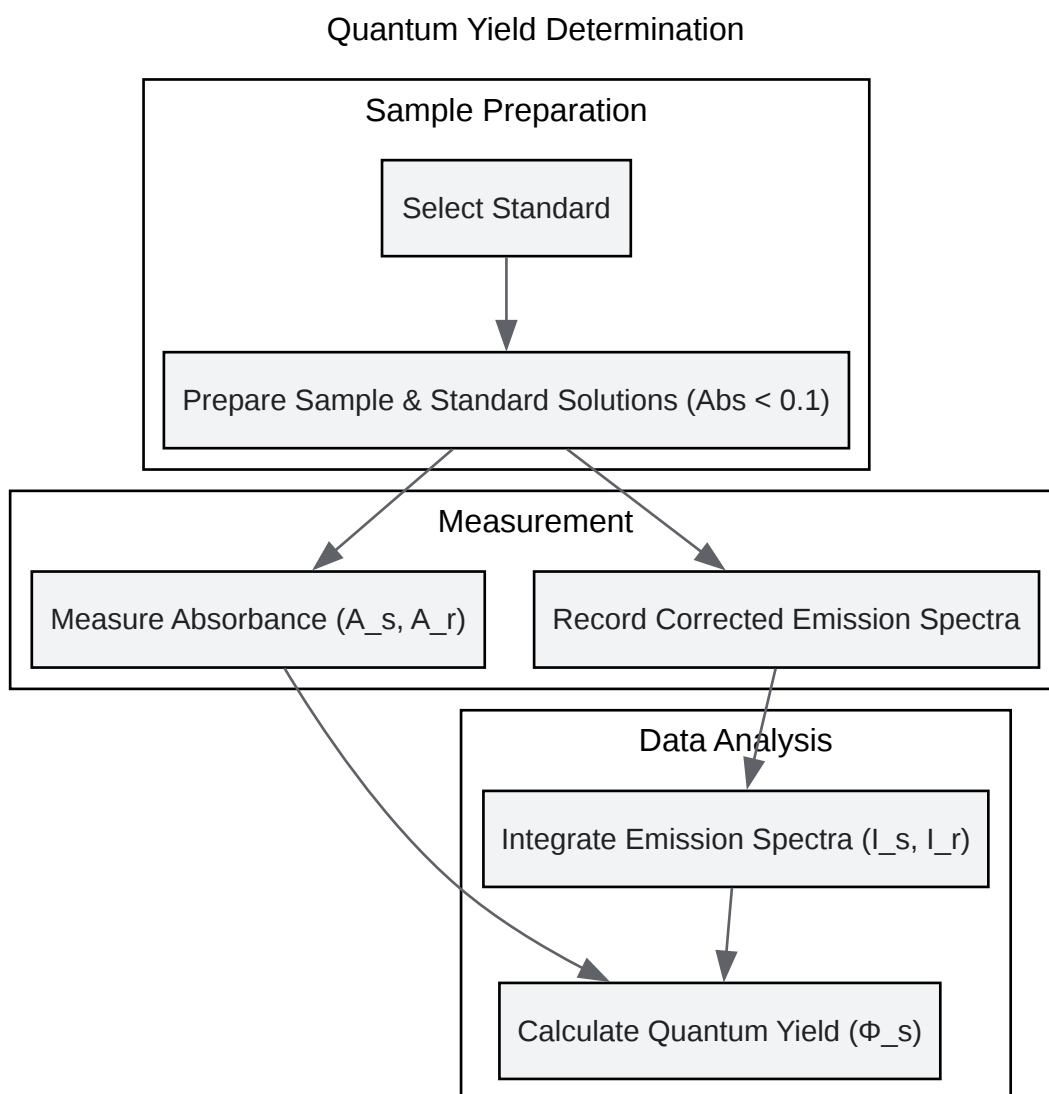 Quantum Yield Determination
Sample Preparation
Select Standard
Prepare Sample & Standard Solutions (Abs < 0.1)
Measurement
Measure Absorbance (A_s, A_r)
Record Corrected Emission Spectra
Data Analysis
Integrate Emission Spectra (I_s, I_r)
Calculate Quantum Yield (Φ_s)